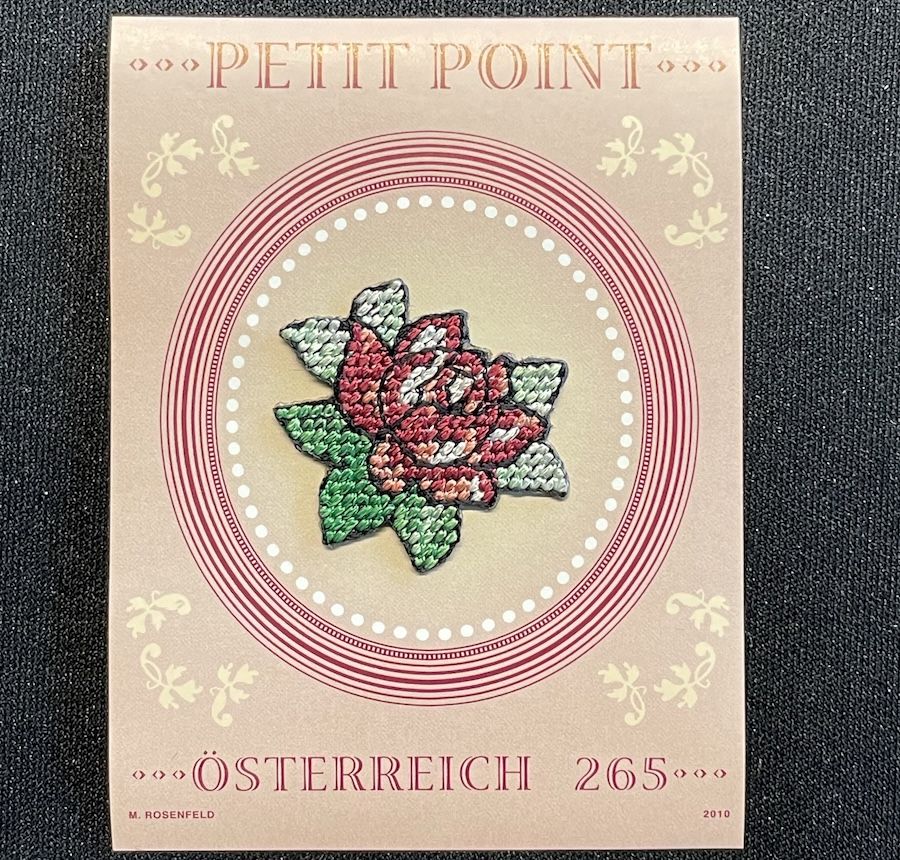 PETIT POINT
ÖSTERREICH 265
M. ROSENFELD 2010